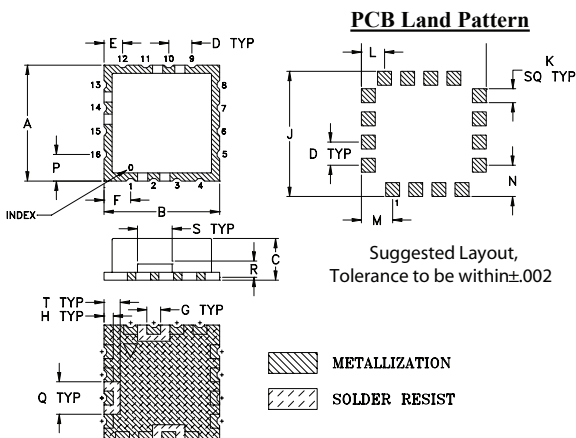 PCB Land Pattern
E
D TYP
12
11
10
9
13
14
15
16
8
7
6
5
A
P
0
1
2
3
4
F
INDEX
B
L
K
SQ TYP
J
D TYP
N
M
1
S TYP
R
C
Suggested Layout,
Tolerance to be within±.002
T TYP
H TYP
G TYP
Q TYP
METALLIZATION
SOLDER RESIST